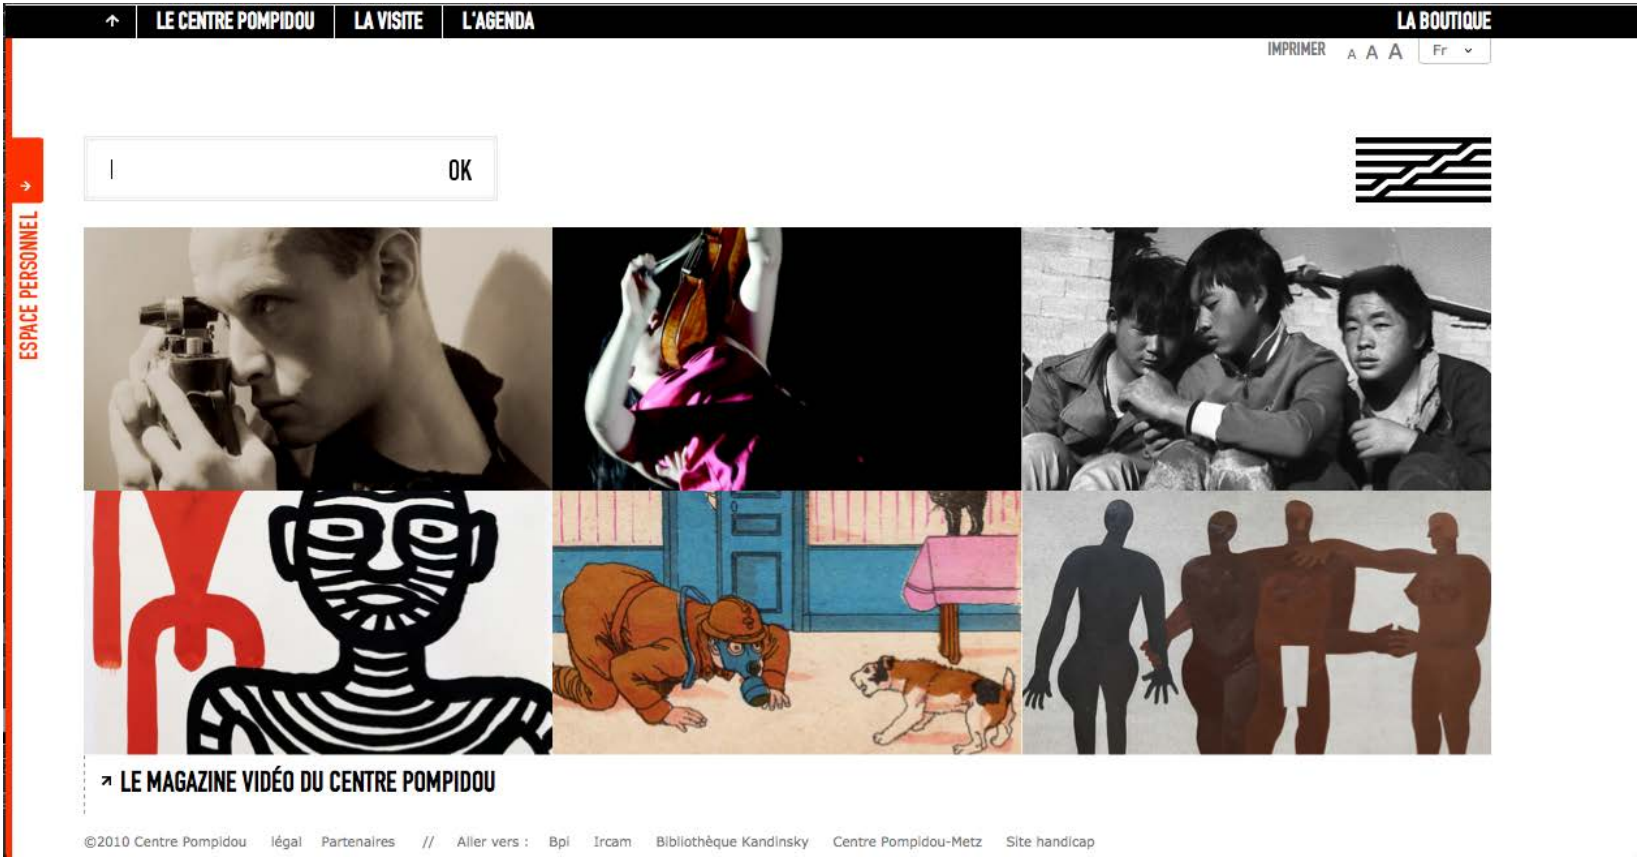 LE CENTRE POMPIDOU LA VISITE L'AGENDA LA BOUTIQUE
IMPRIMER A A A Fr
OK
ESPACE PERSONNEL
LE MAGAZINE VIDÉO DU CENTRE POMPIDOU
©2010 Centre Pompidou légal Partenaires // Aller vers : Bpi Ircam Bibliothèque Kandinsky Centre Pompidou-Metz Site handicap